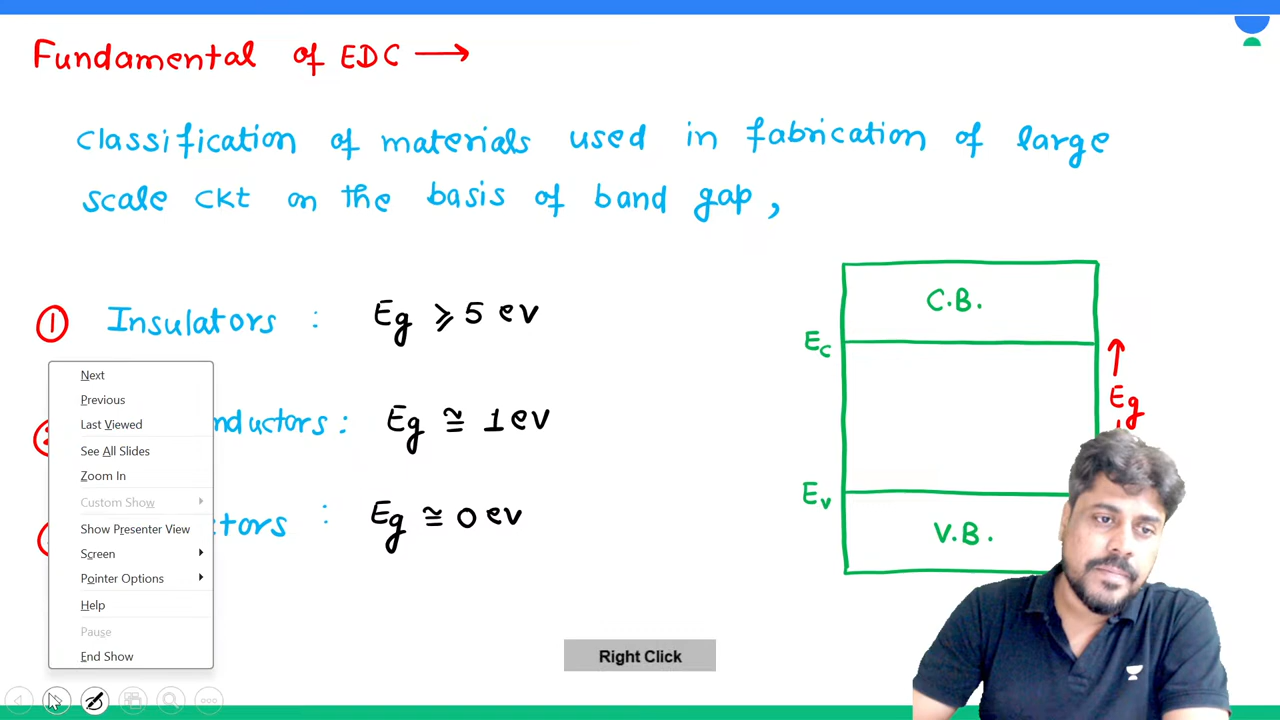 Fundamental of EDC →
classification of materials used in fabrication of large
scale ckt on the basis of band gap,
① Insulators : Eg ⩾ 5 ev
nductors : Eg ≅ 1 ev
ctors : Eg ≅ 0 ev
C.B.
Ec
Eg
Ev
V.B.
Next
Previous
Last Viewed
See All Slides
Zoom In
Custom Show
Show Presenter View
Screen
Pointer Options
Help
Pause
End Show
Right Click